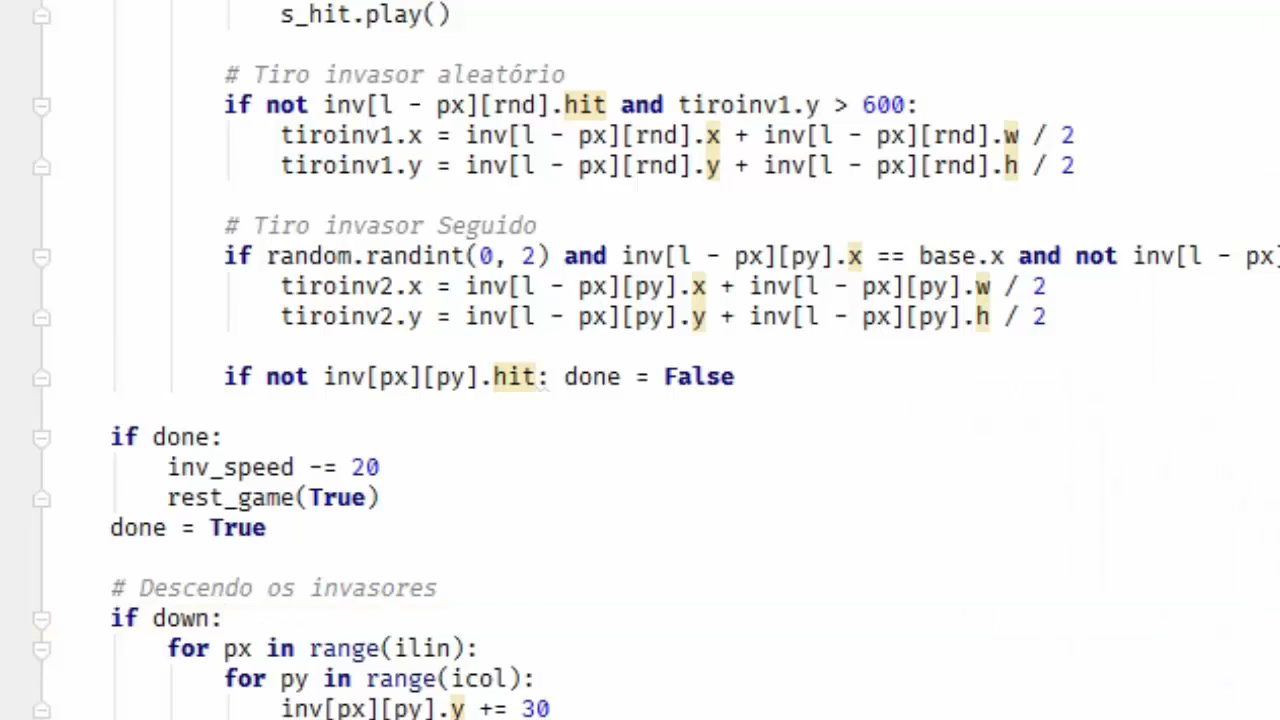 s_hit.play()
# Tiro invasor aleatório
if not inv[l - px][rnd].hit and tiroinv1.y > 600:
tiroinv1.x = inv[l - px][rnd].x + inv[l - px][rnd].w / 2
tiroinv1.y = inv[l - px][rnd].y + inv[l - px][rnd].h / 2
# Tiro invasor Seguido
if random.randint(0, 2) and inv[l - px][py].x == base.x and not inv[l - px]
tiroinv2.x = inv[l - px][py].x + inv[l - px][py].w / 2
tiroinv2.y = inv[l - px][py].y + inv[l - px][py].h / 2
if not inv[px][py].hit: done = False
if done:
inv_speed -= 20
rest_game(True)
done = True
# Descendo os invasores
if down:
for px in range(ilin):
for py in range(icol):
inv[px][py].y += 30